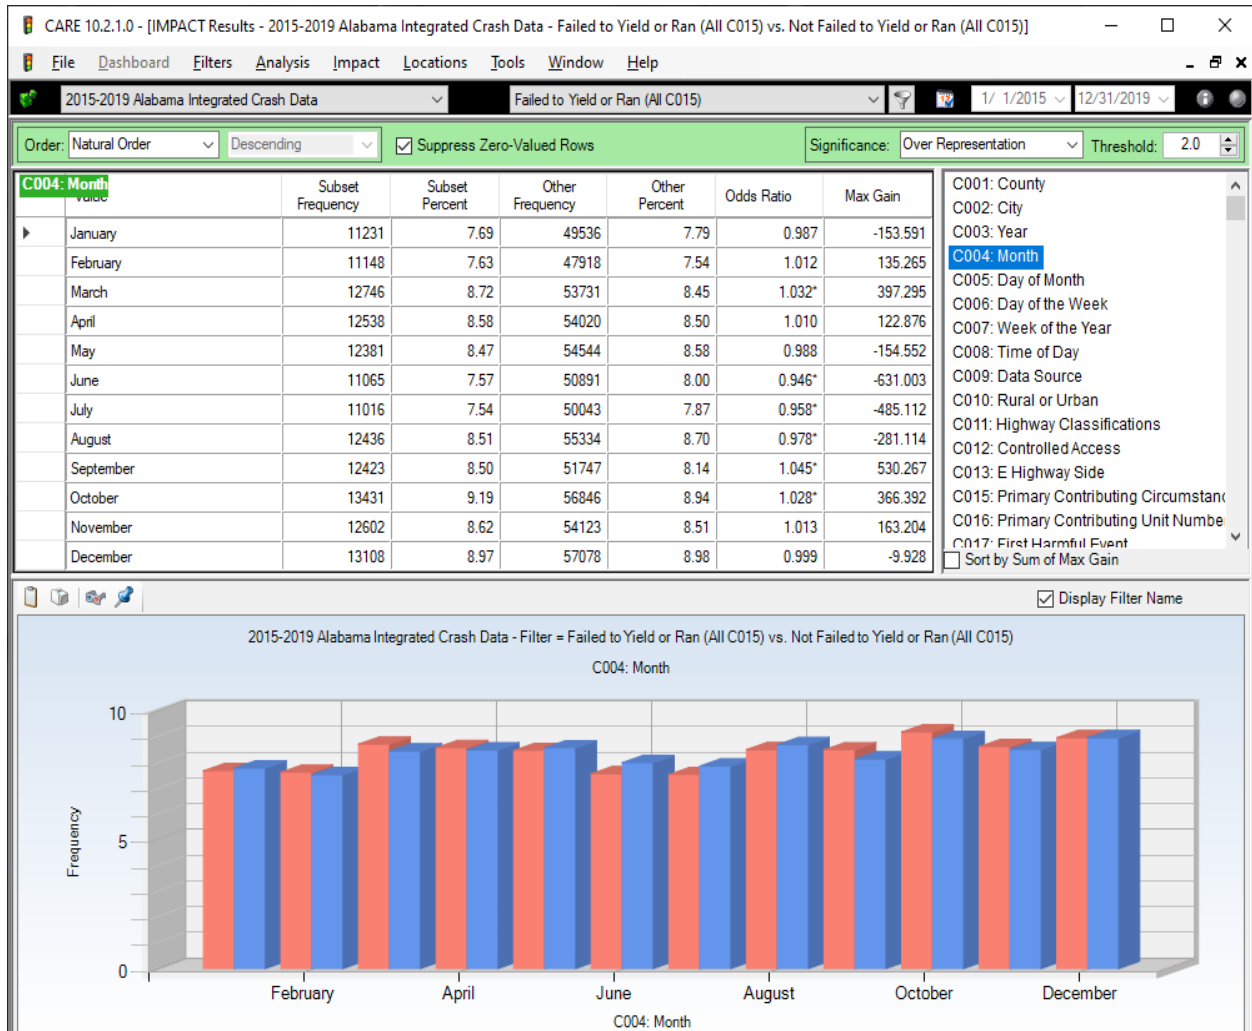 CARE 10.2.1.0 - [IMPACT Results - 2015-2019 Alabama Integrated Crash Data - Failed to Yield or Ran (All C015) vs. Not Failed to Yield or Ran (All C015)]
File Dashboard Filters Analysis Impact Locations Tools Window Help
2015-2019 Alabama Integrated Crash Data Failed to Yield or Ran (All C015) 1/ 1/2015 12/31/2019
Order: Natural Order Descending Suppress Zero-Valued Rows Significance: Over Representation Threshold: 2.0
C004: Month
Value Subset Frequency Subset Percent Other Frequency Other Percent Odds Ratio Max Gain
January 11231 7.69 49536 7.79 0.987 -153.591
February 11148 7.63 47918 7.54 1.012 135.265
March 12746 8.72 53731 8.45 1.032* 397.295
April 12538 8.58 54020 8.50 1.010 122.876
May 12381 8.47 54544 8.58 0.988 -154.552
June 11065 7.57 50891 8.00 0.946* -631.003
July 11016 7.54 50043 7.87 0.958* -485.112
August 12436 8.51 55334 8.70 0.978* -281.114
September 12423 8.50 51747 8.14 1.045* 530.267
October 13431 9.19 56846 8.94 1.028* 366.392
November 12602 8.62 54123 8.51 1.013 163.204
December 13108 8.97 57078 8.98 0.999 -9.928
C001: County
C002: City
C003: Year
C004: Month
C005: Day of Month
C006: Day of the Week
C007: Week of the Year
C008: Time of Day
C009: Data Source
C010: Rural or Urban
C011: Highway Classifications
C012: Controlled Access
C013: E Highway Side
C015: Primary Contributing Circumstanc
C016: Primary Contributing Unit Number
C017: First Harmful Event
Sort by Sum of Max Gain
Display Filter Name
2015-2019 Alabama Integrated Crash Data - Filter = Failed to Yield or Ran (All C015) vs. Not Failed to Yield or Ran (All C015)
C004: Month
10
5
0
Frequency
February April June August October December
C004: Month